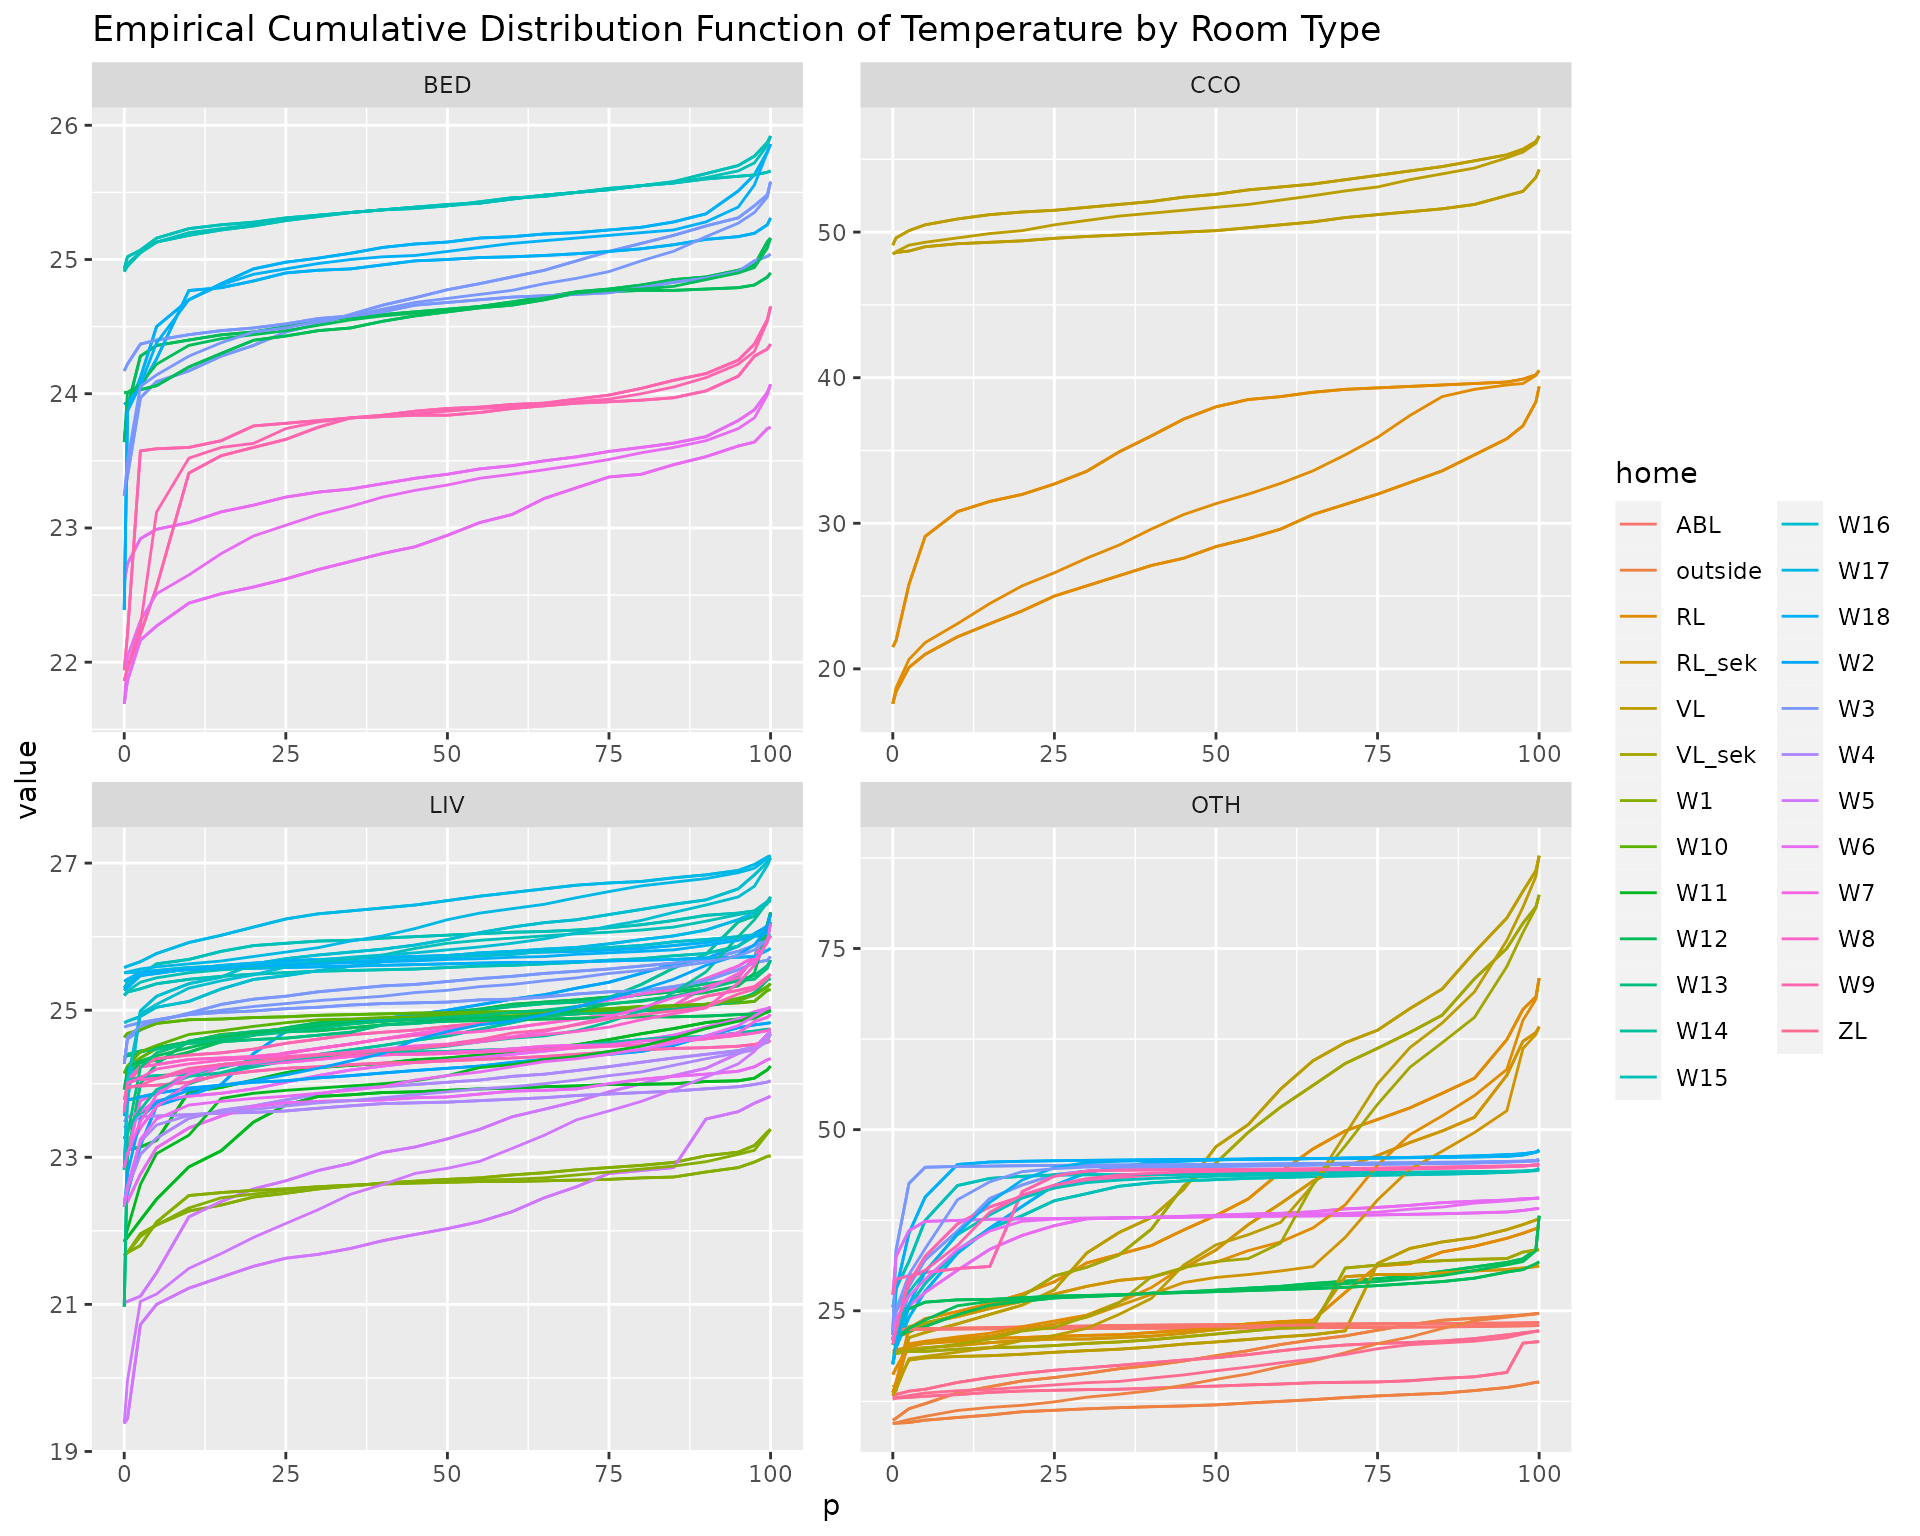 Empirical Cumulative Distribution Function of Temperature by Room Type
BED
CCO
26
25
24
23
22
50
40
30
20
0 25 50 75 100
0 25 50 75 100
LIV
OTH
27
25
23
21
19
75
50
25
0 25 50 75 100
0 25 50 75 100
value
p
home
ABL
outside
RL
RL_sek
VL
VL_sek
W1
W10
W11
W12
W13
W14
W15
W16
W17
W18
W2
W3
W4
W5
W6
W7
W8
W9
ZL